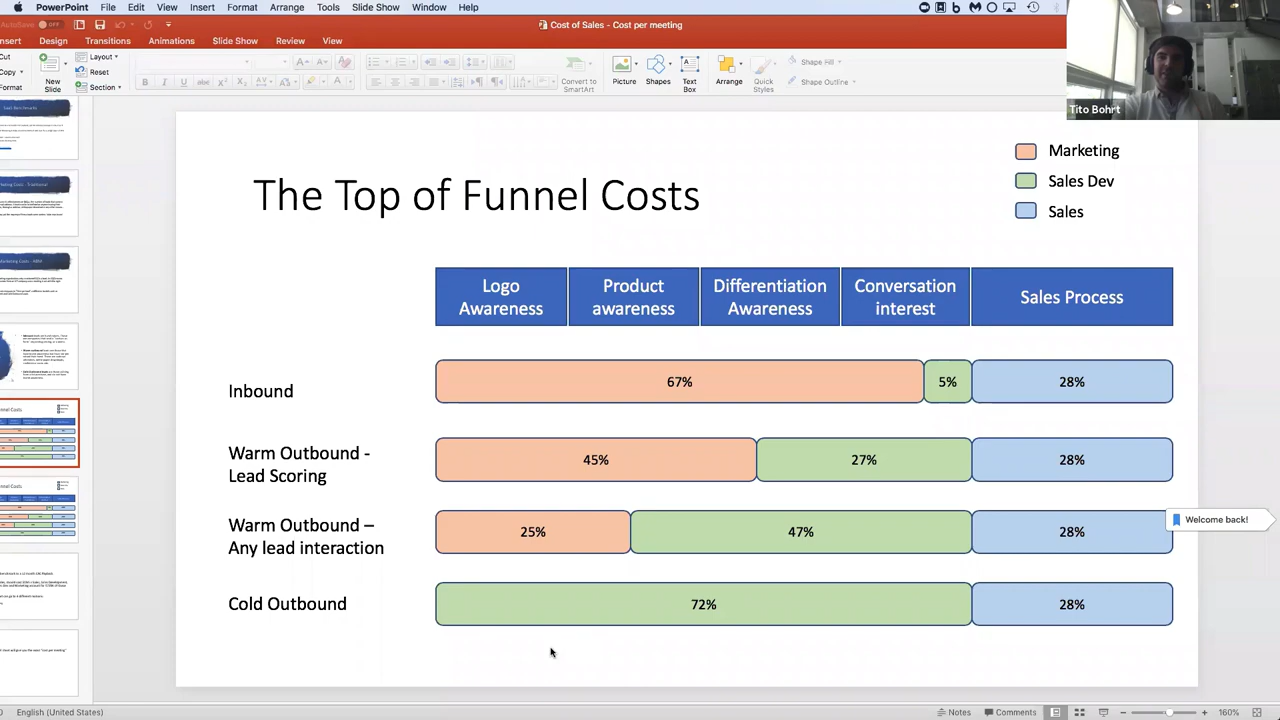 PowerPoint File Edit View Insert Format Arrange Tools Slide Show Window Help
AutoSave OFF
Cost of Sales - Cost per meeting
nsert Design Transitions Animations Slide Show Review View
Cut
Copy
Format
New
Slide
Layout
Reset
Section
Convert to
SmartArt
Picture
Shapes
Text
Box
Arrange
Quick
Styles
Shape Fill
Shape Outline
Tito Bohrt
The Top of Funnel Costs
Marketing
Sales Dev
Sales
Logo
Awareness
Product
awareness
Differentiation
Awareness
Conversation
interest
Sales Process
Inbound
67% 5% 28%
Warm Outbound -
Lead Scoring
45% 27% 28%
Warm Outbound –
Any lead interaction
25% 47% 28%
Cold Outbound
72% 28%
Welcome back!
English (United States)
Notes Comments 160%